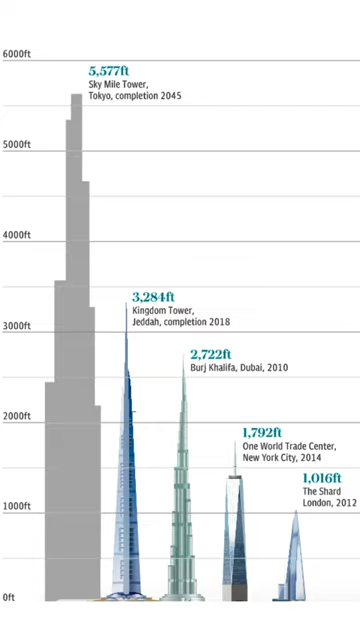 6000ft
5,577ft
Sky Mile Tower,
Tokyo, completion 2045
5000ft
4000ft
3,284ft
Kingdom Tower,
Jeddah, completion 2018
3000ft
2,722ft
Burj Khalifa, Dubai, 2010
2000ft
1,792ft
One World Trade Center,
New York City, 2014
1,016ft
The Shard
London, 2012
1000ft
0ft